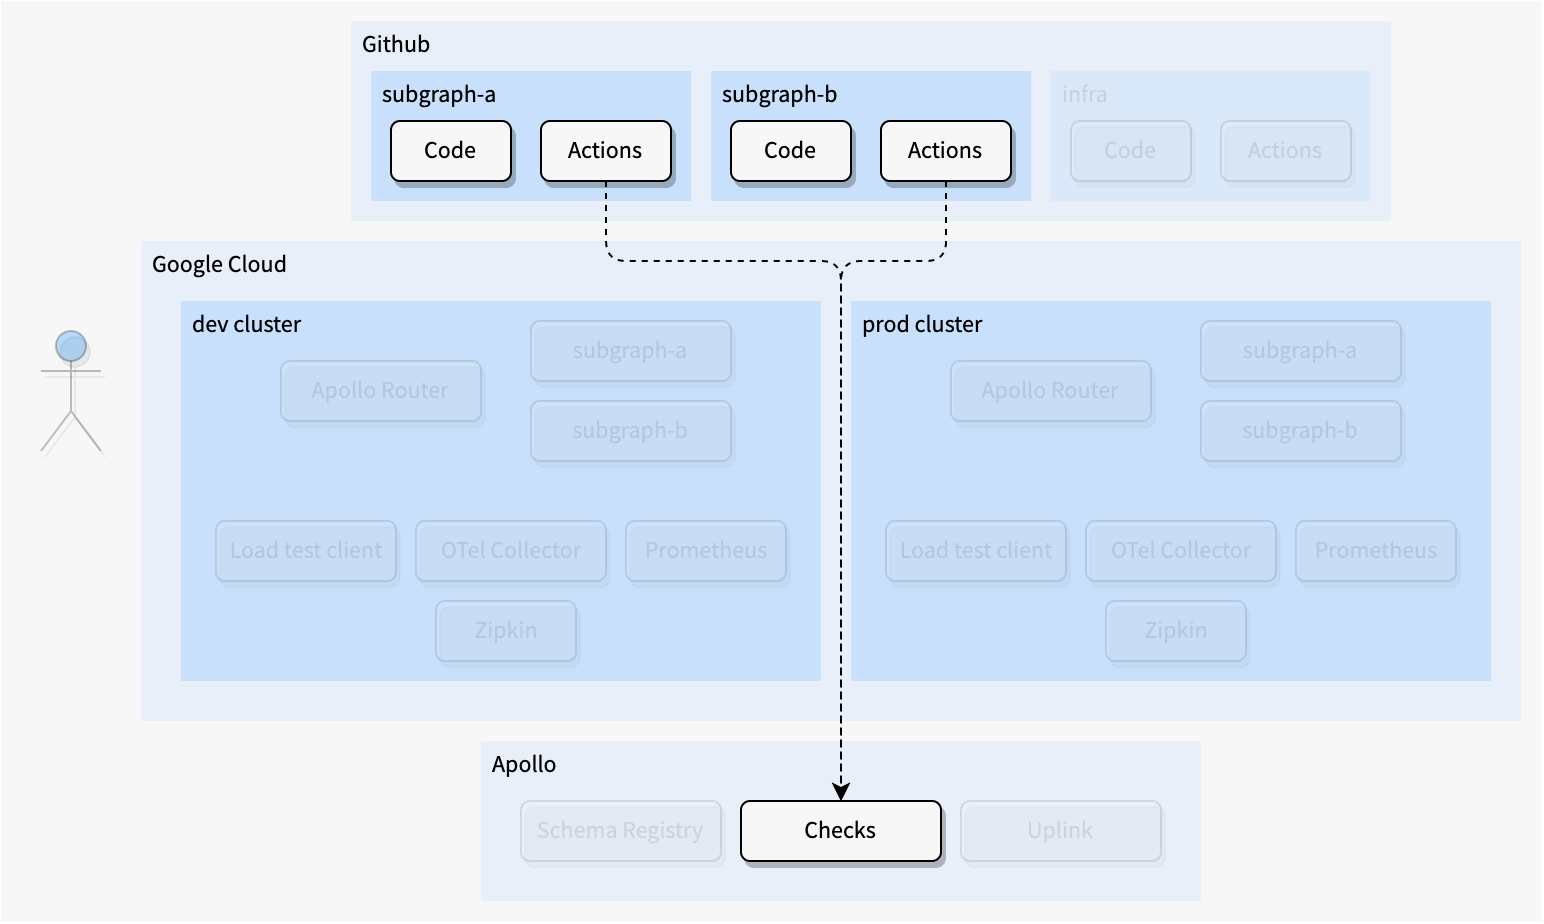 Github
subgraph-a
Code
Actions
subgraph-b
Code
Actions
infra
Code
Actions
Google Cloud
dev cluster
Apollo Router
subgraph-a
subgraph-b
Load test client
OTel Collector
Prometheus
Zipkin
prod cluster
Apollo Router
subgraph-a
subgraph-b
Load test client
OTel Collector
Prometheus
Zipkin
Apollo
Schema Registry
Checks
Uplink